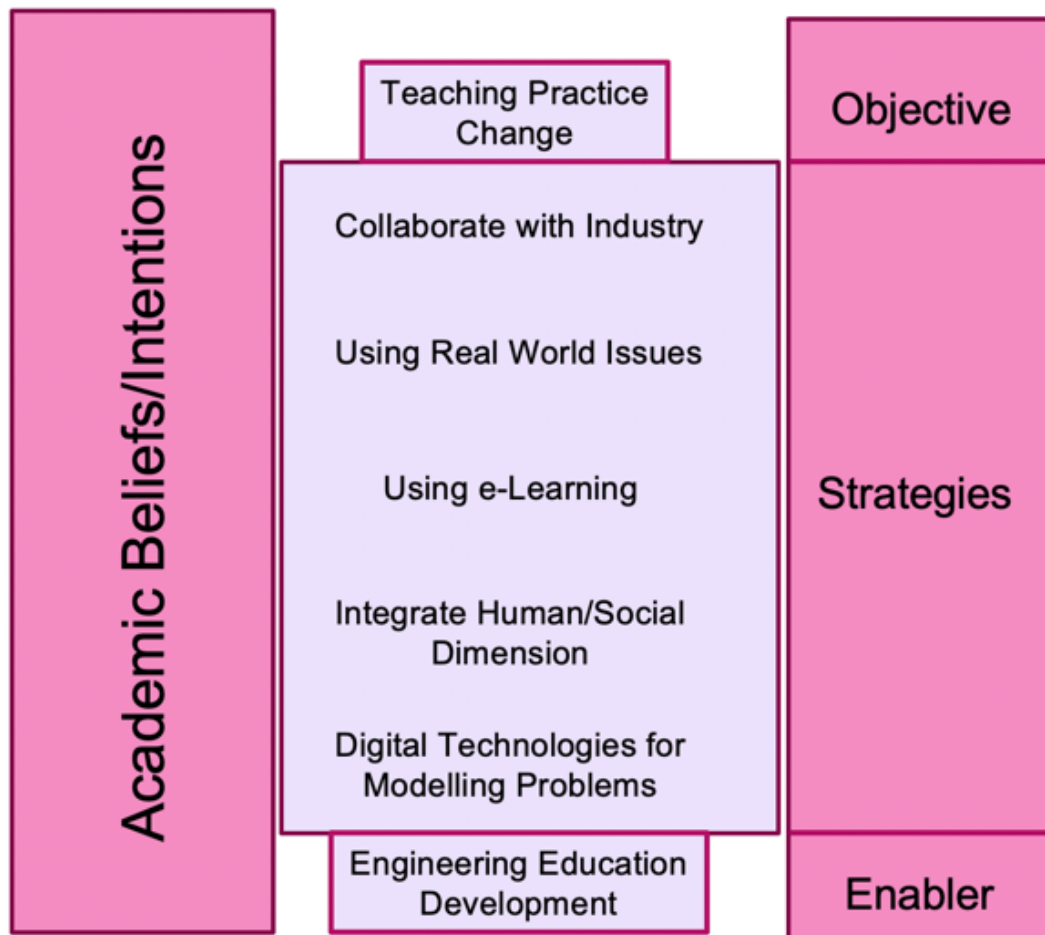 Academic Beliefs/Intentions
Teaching Practice
Change
Collaborate with Industry
Using Real World Issues
Using e-Learning
Integrate Human/Social
Dimension
Digital Technologies for
Modelling Problems
Engineering Education
Development
Objective
Strategies
Enabler